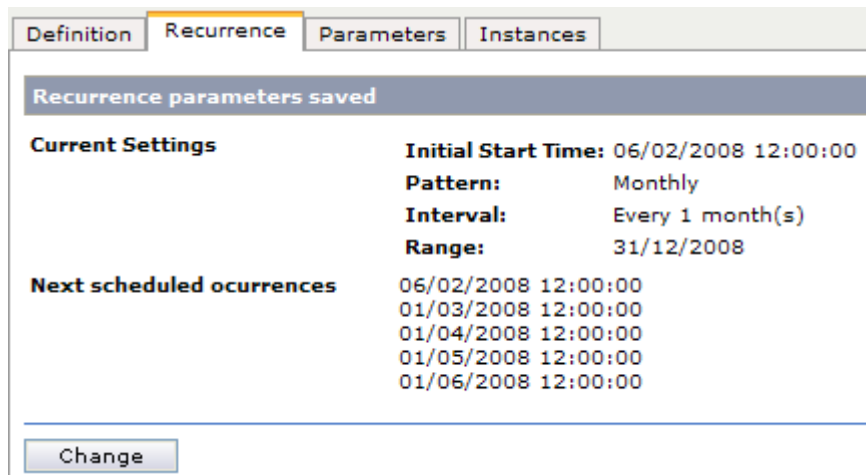 Definition Recurrence Parameters Instances
Recurrence parameters saved
Current Settings Initial Start Time: 06/02/2008 12:00:00
Pattern: Monthly
Interval: Every 1 month(s)
Range: 31/12/2008
Next scheduled ocurrences 06/02/2008 12:00:00
01/03/2008 12:00:00
01/04/2008 12:00:00
01/05/2008 12:00:00
01/06/2008 12:00:00
Change